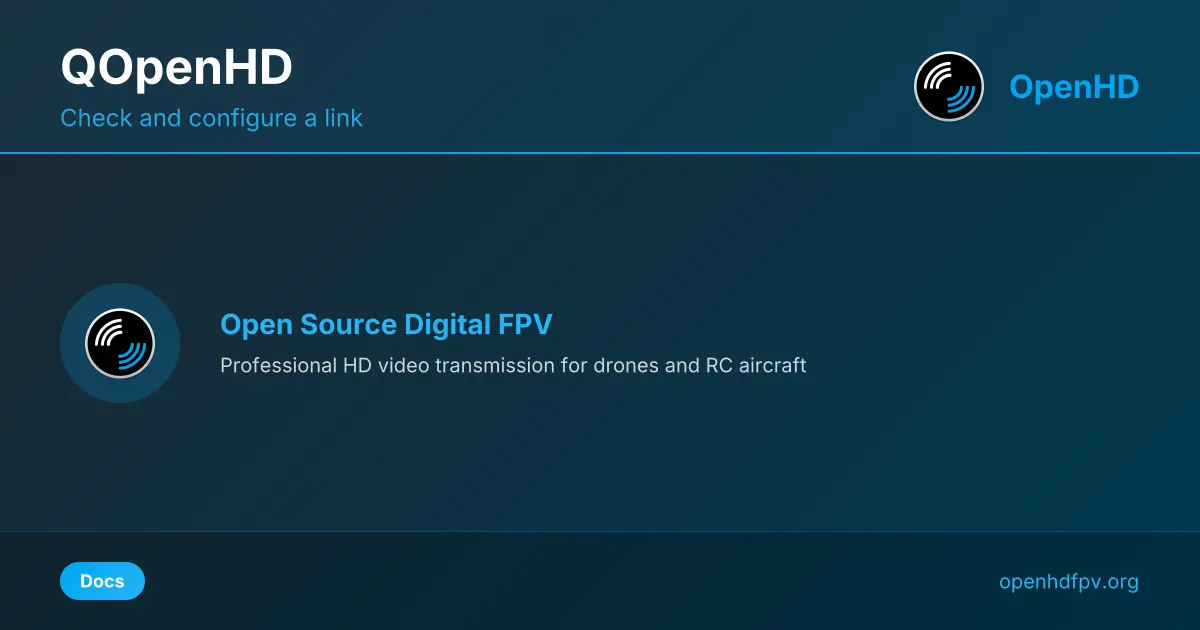 QOpenHD
Check and configure a link
OpenHD
Open Source Digital FPV
Professional HD video transmission for drones and RC aircraft
Docs
openhdfpv.org